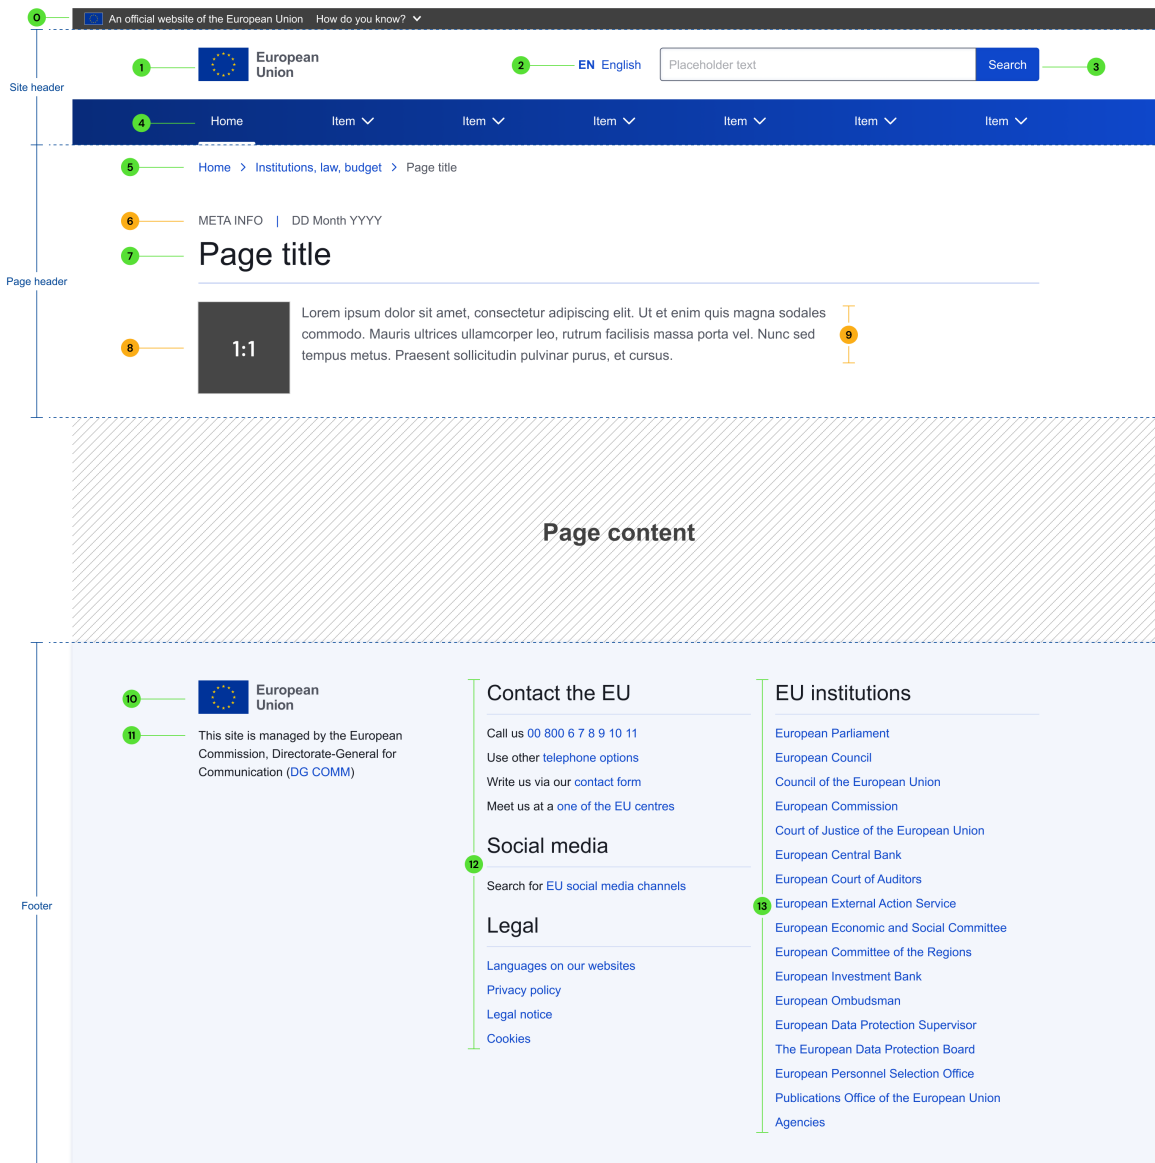 0
An official website of the European Union How do you know?
Site header
1
European
Union
2
EN English
Placeholder text
Search
3
4
Home Item Item Item Item Item Item
5
Home > Institutions, law, budget > Page title
6
META INFO | DD Month YYYY
7
Page title
Page header
8
1:1
Lorem ipsum dolor sit amet, consectetur adipiscing elit. Ut et enim quis magna sodales
commodo. Mauris ultrices ullamcorper leo, rutrum facilisis massa porta vel. Nunc sed
tempus metus. Praesent sollicitudin pulvinar purus, et cursus.
9
Page content
Footer
10
European
Union
11
This site is managed by the European
Commission, Directorate-General for
Communication (DG COMM)
12
Contact the EU
Call us 00 800 6 7 8 9 10 11
Use other telephone options
Write us via our contact form
Meet us at a one of the EU centres
Social media
Search for EU social media channels
Legal
Languages on our websites
Privacy policy
Legal notice
Cookies
13
EU institutions
European Parliament
European Council
Council of the European Union
European Commission
Court of Justice of the European Union
European Central Bank
European Court of Auditors
European External Action Service
European Economic and Social Committee
European Committee of the Regions
European Investment Bank
European Ombudsman
European Data Protection Supervisor
The European Data Protection Board
European Personnel Selection Office
Publications Office of the European Union
Agencies